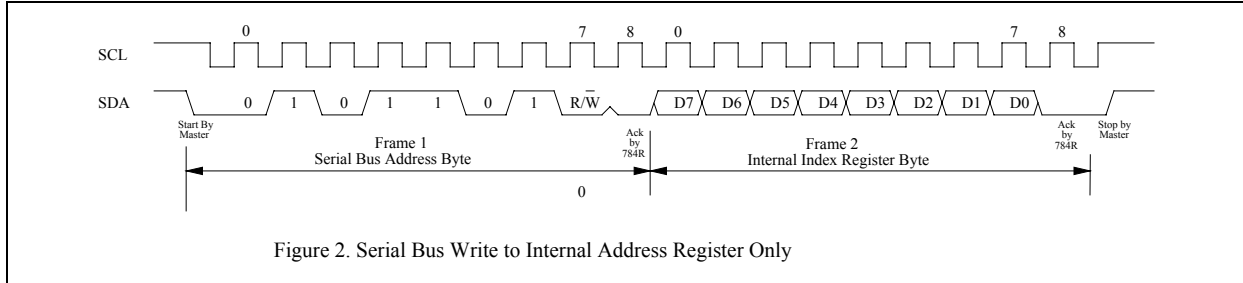 0 7 8 0 7 8
SCL
SDA 0 1 0 1 1 0 1 R/W̅ D7 D6 D5 D4 D3 D2 D1 D0
Start By
Master
Ack
by
784R
Ack
by
784R
Stop by
Master
Frame 1
Serial Bus Address Byte
Frame 2
Internal Index Register Byte
0
Figure 2. Serial Bus Write to Internal Address Register Only